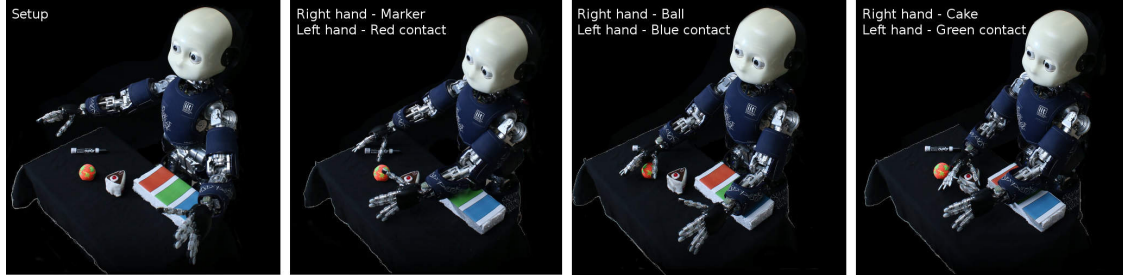 Setup
Right hand - Marker
Left hand - Red contact
Right hand - Ball
Left hand - Blue contact
Right hand - Cake
Left hand - Green contact